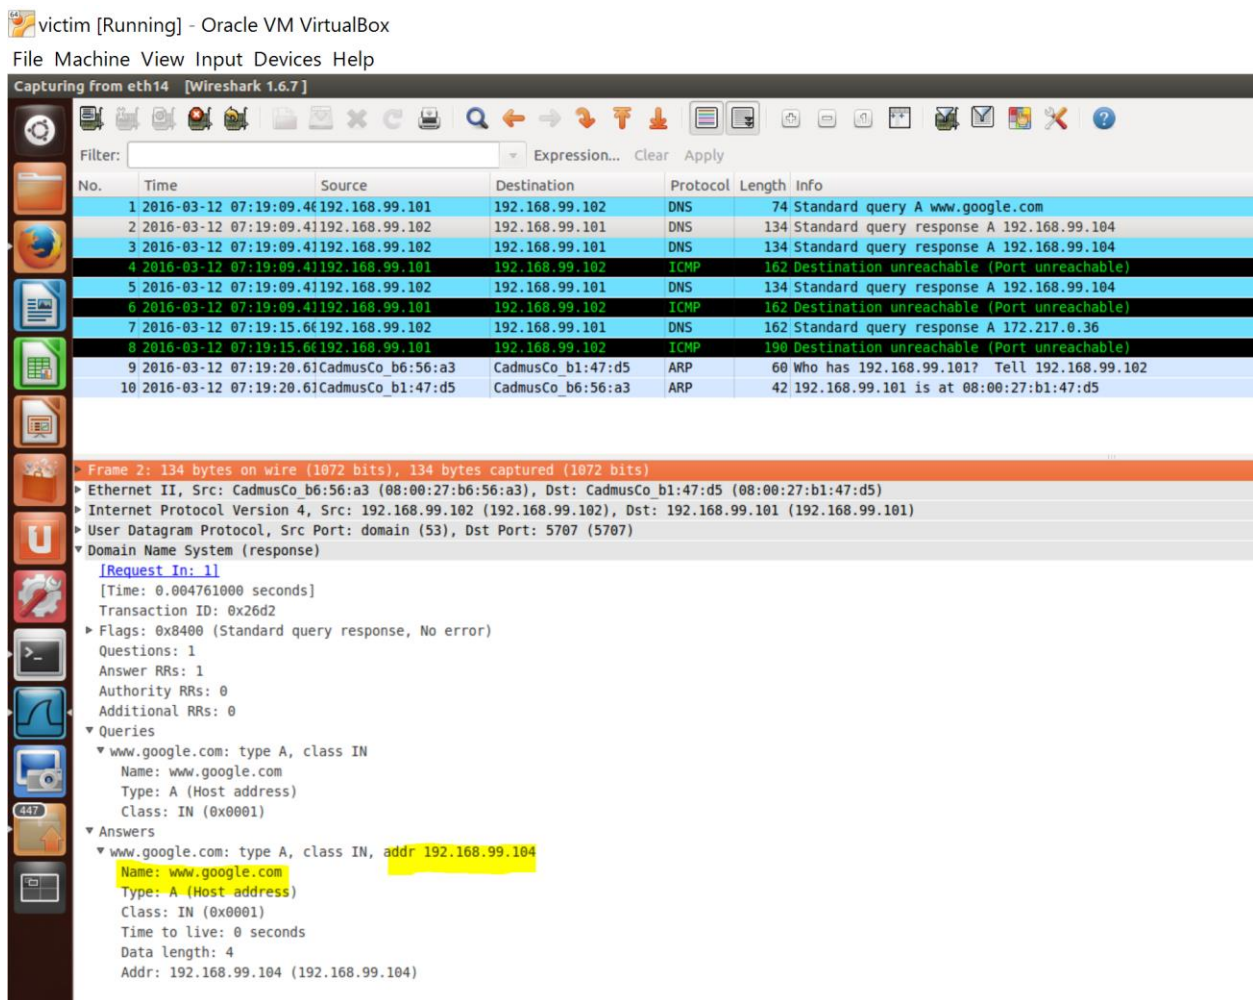 victim [Running] - Oracle VM VirtualBox
File Machine View Input Devices Help
Capturing from eth14 [Wireshark 1.6.7 ]
Filter: Expression... Clear Apply
No. Time Source Destination Protocol Length Info
1 2016-03-12 07:19:09.40 192.168.99.101 192.168.99.102 DNS 74 Standard query A www.google.com
2 2016-03-12 07:19:09.41 192.168.99.102 192.168.99.101 DNS 134 Standard query response A 192.168.99.104
3 2016-03-12 07:19:09.41 192.168.99.102 192.168.99.101 DNS 134 Standard query response A 192.168.99.104
4 2016-03-12 07:19:09.41 192.168.99.101 192.168.99.102 ICMP 162 Destination unreachable (Port unreachable)
5 2016-03-12 07:19:09.41 192.168.99.102 192.168.99.101 DNS 134 Standard query response A 192.168.99.104
6 2016-03-12 07:19:09.41 192.168.99.101 192.168.99.102 ICMP 162 Destination unreachable (Port unreachable)
7 2016-03-12 07:19:15.66 192.168.99.102 192.168.99.101 DNS 162 Standard query response A 172.217.0.36
8 2016-03-12 07:19:15.66 192.168.99.101 192.168.99.102 ICMP 190 Destination unreachable (Port unreachable)
9 2016-03-12 07:19:20.61 CadmusCo_b6:56:a3 CadmusCo_b1:47:d5 ARP 60 Who has 192.168.99.101? Tell 192.168.99.102
10 2016-03-12 07:19:20.61 CadmusCo_b1:47:d5 CadmusCo_b6:56:a3 ARP 42 192.168.99.101 is at 08:00:27:b1:47:d5
Frame 2: 134 bytes on wire (1072 bits), 134 bytes captured (1072 bits)
Ethernet II, Src: CadmusCo_b6:56:a3 (08:00:27:b6:56:a3), Dst: CadmusCo_b1:47:d5 (08:00:27:b1:47:d5)
Internet Protocol Version 4, Src: 192.168.99.102 (192.168.99.102), Dst: 192.168.99.101 (192.168.99.101)
User Datagram Protocol, Src Port: domain (53), Dst Port: 5707 (5707)
Domain Name System (response)
[Request In: 1]
[Time: 0.004761000 seconds]
Transaction ID: 0x26d2
Flags: 0x8400 (Standard query response, No error)
Questions: 1
Answer RRs: 1
Authority RRs: 0
Additional RRs: 0
Queries
www.google.com: type A, class IN
Name: www.google.com
Type: A (Host address)
Class: IN (0x0001)
447
Answers
www.google.com: type A, class IN, addr 192.168.99.104
Name: www.google.com
Type: A (Host address)
Class: IN (0x0001)
Time to live: 0 seconds
Data length: 4
Addr: 192.168.99.104 (192.168.99.104)